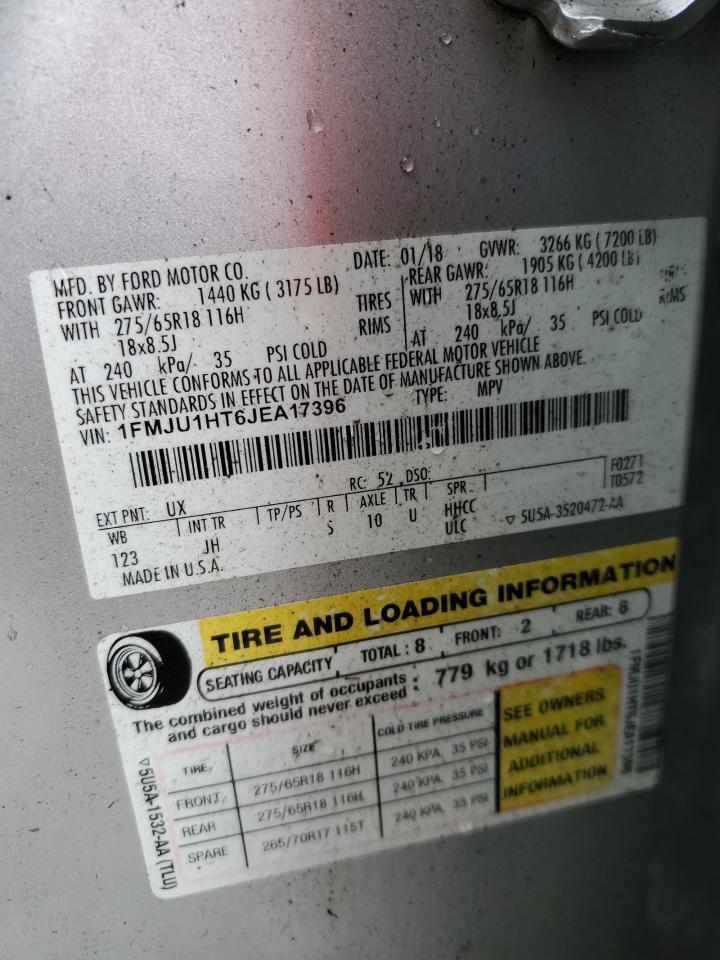 MFD. BY FORD MOTOR CO.
DATE: 01/18 GVWR: 3266 KG ( 7200 LB)
FRONT GAWR: 1440 KG ( 3175 LB)
REAR GAWR: 1905 KG ( 4200 LB)
WITH 275/65R18 116H TIRES
WITH 275/65R18 116H
18x8.5J RIMS
18x8.5J RIMS
AT 240 kPa/ 35 PSI COLD
AT 240 kPa/ 35 PSI COLD
THIS VEHICLE CONFORMS TO ALL APPLICABLE FEDERAL MOTOR VEHICLE
SAFETY STANDARDS IN EFFECT ON THE DATE OF MANUFACTURE SHOWN ABOVE.
VIN: 1FMJU1HT6JEA17396 TYPE: MPV
F0271
T0572
EXT PNT: UX RC: 52 DSO:
WB INT TR TP/PS R AXLE TR SPR
123 JH S 10 U HHCC
ULC
MADE IN U.S.A. ▽ 5U5A-3520472-AA
TIRE AND LOADING INFORMATION
SEATING CAPACITY TOTAL : 8 FRONT: 2 REAR: 6
The combined weight of occupants
and cargo should never exceed : 779 kg or 1718 lbs.
TIRE SIZE COLD TIRE PRESSURE
FRONT 275/65R18 116H 240 KPA, 35 PSI
REAR 275/65R18 116H 240 KPA, 35 PSI
SPARE 265/70R17 115T 240 KPA, 35 PSI
SEE OWNERS
MANUAL FOR
ADDITIONAL
INFORMATION
▽ 5U5A-1532-AA (TLU)
1FMJU1HT6JEA17396